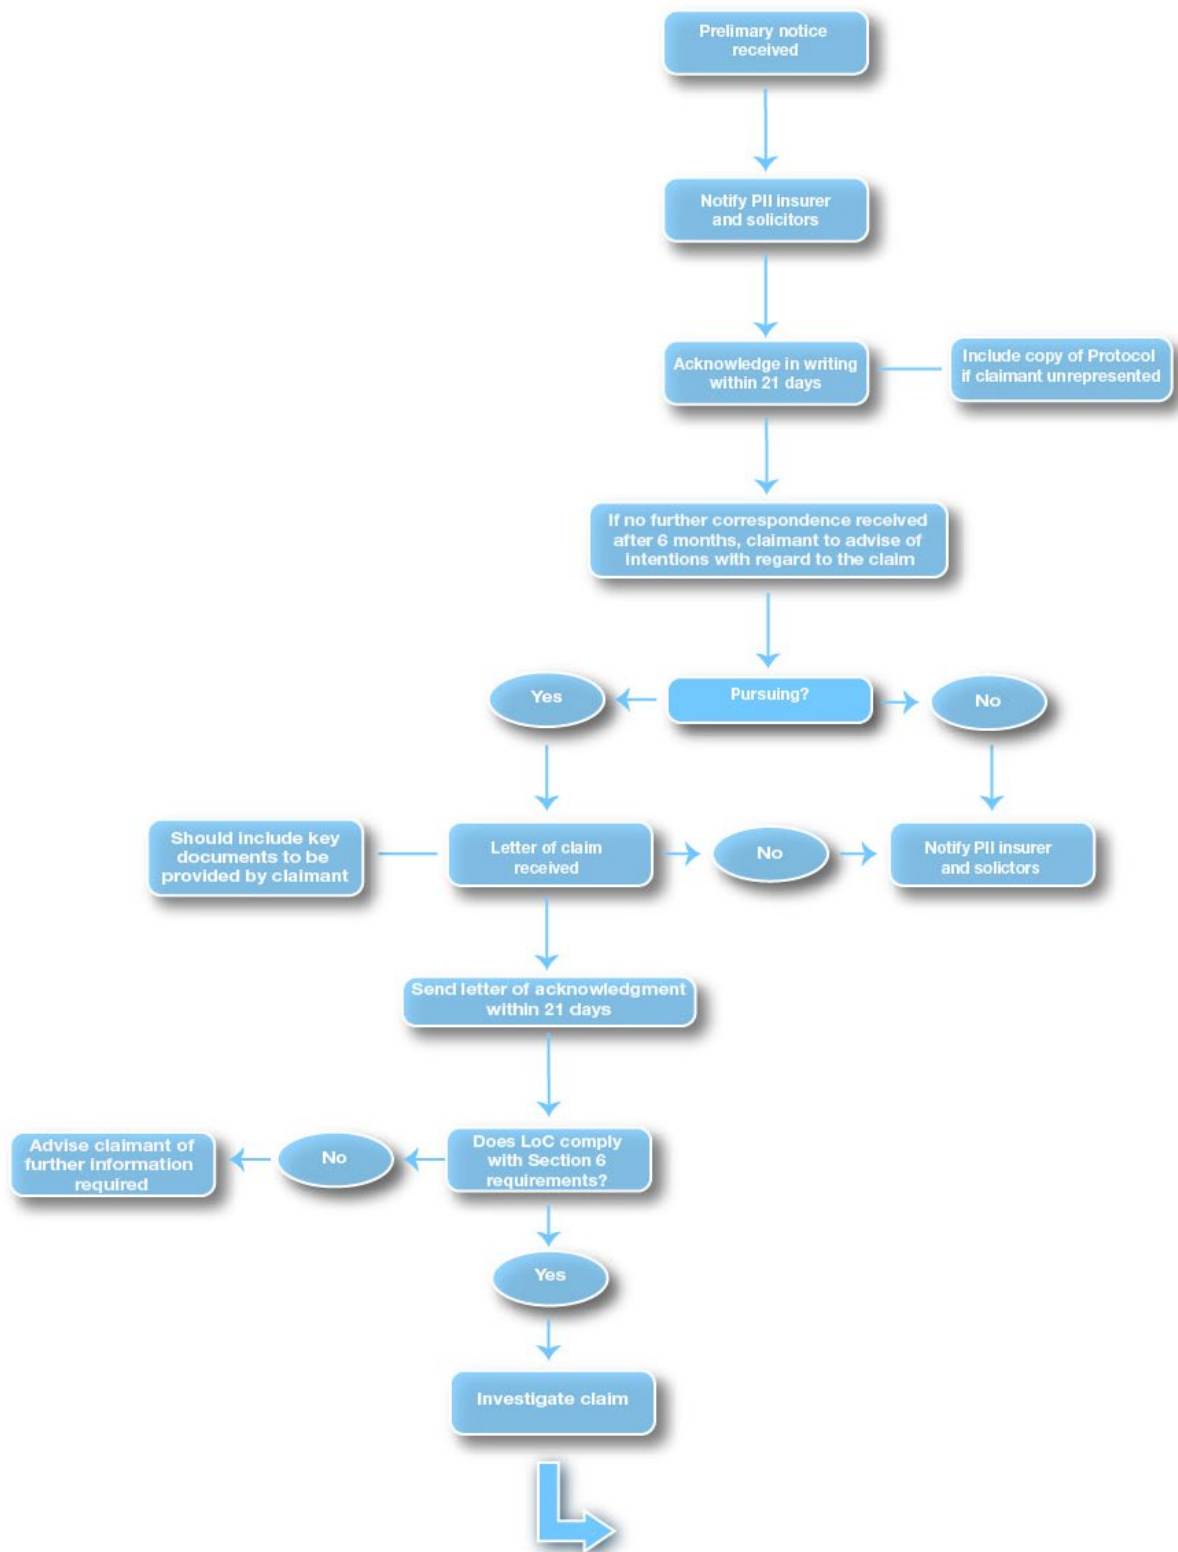 Prelimary notice
received
Notify PII insurer
and solicitors
Acknowledge in writing
within 21 days
Include copy of Protocol
if claimant unrepresented
If no further correspondence received
after 6 months, claimant to advise of
intentions with regard to the claim
Yes
Pursuing?
No
Should include key
documents to be
provided by claimant
Letter of claim
received
No
Notify PII insurer
and solictors
Send letter of acknowledgment
within 21 days
Advise claimant of
further information
required
No
Does LoC comply
with Section 6
requirements?
Yes
Investigate claim